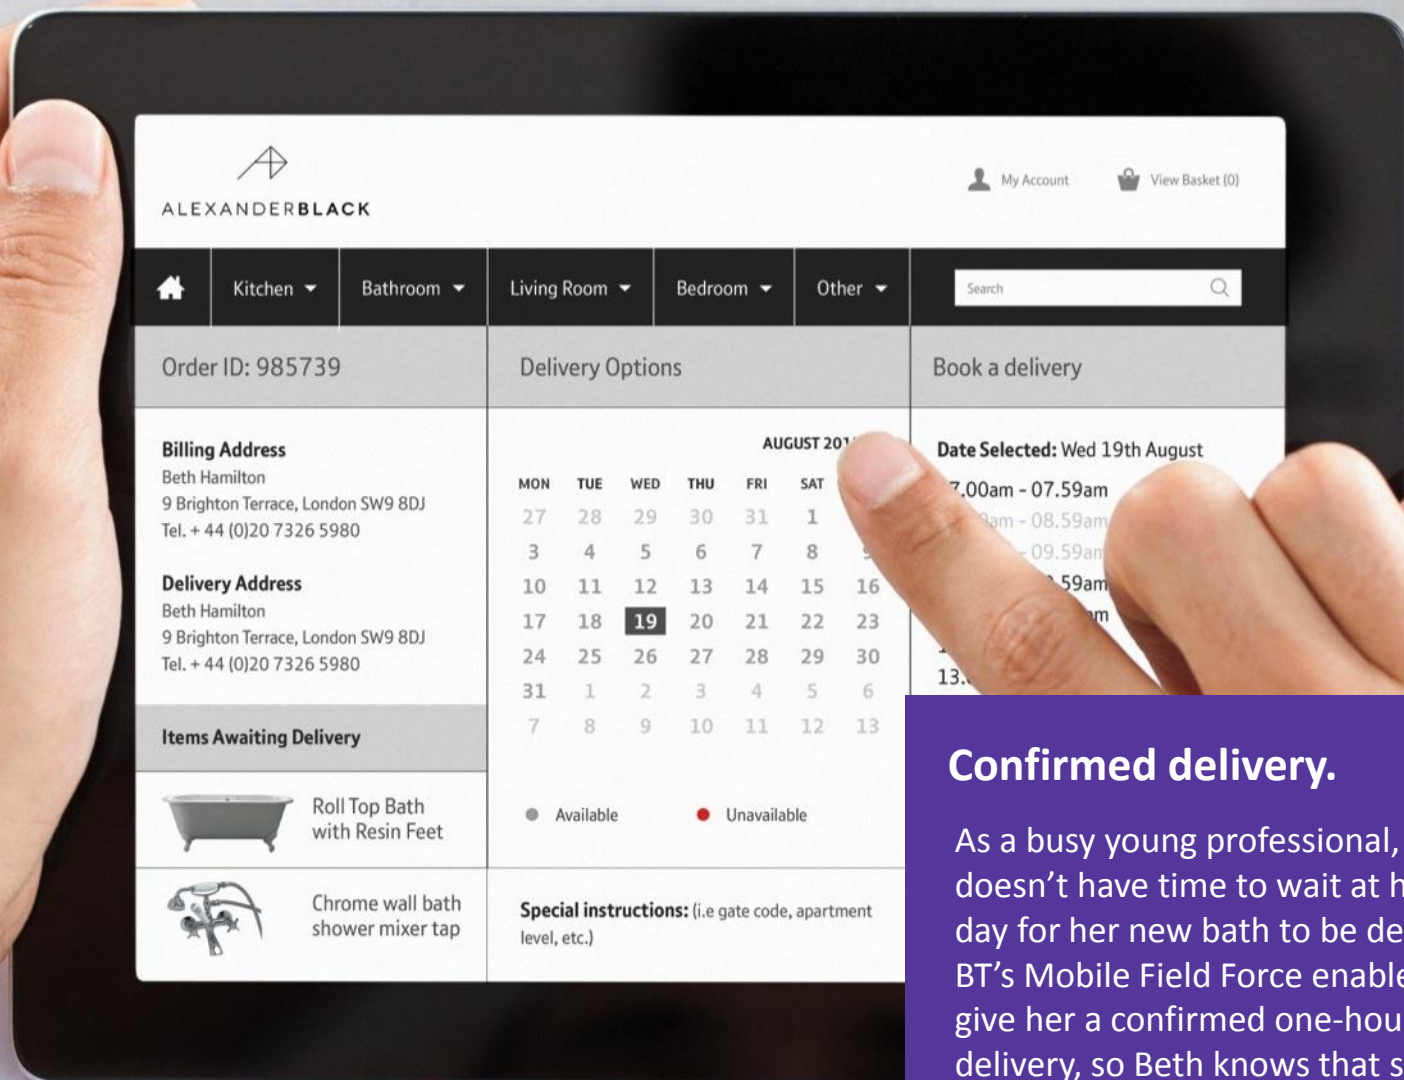 ALEXANDERBLACK
My Account
View Basket (0)
Kitchen
Bathroom
Living Room
Bedroom
Other
Search
Order ID: 985739
Billing Address
Beth Hamilton
9 Brighton Terrace, London SW9 8DJ
Tel. + 44 (0)20 7326 5980
Delivery Address
Beth Hamilton
9 Brighton Terrace, London SW9 8DJ
Tel. + 44 (0)20 7326 5980
Items Awaiting Delivery
Roll Top Bath
with Resin Feet
Chrome wall bath
shower mixer tap
Delivery Options
AUGUST
MON TUE WED THU FRI SAT
27 28 29 30 31 1
3 4 5 6 7 8
10 11 12 13 14 15 16
17 18 19 20 21 22 23
24 25 26 27 28 29 30
31 1 2 3 4 5 6
7 8 9 10 11 12 13
Available
Unavailable
Special instructions: (i.e gate code, apartment
level, etc.)
Book a delivery
Date Selected: Wed 19th August
- 07.59am
- 08.59am
Confirmed delivery.
As a busy young professional,
doesn't have time to wait at
day for her new bath to be
BT's Mobile Field Force
give her a confirmed
delivery, so Beth knows that